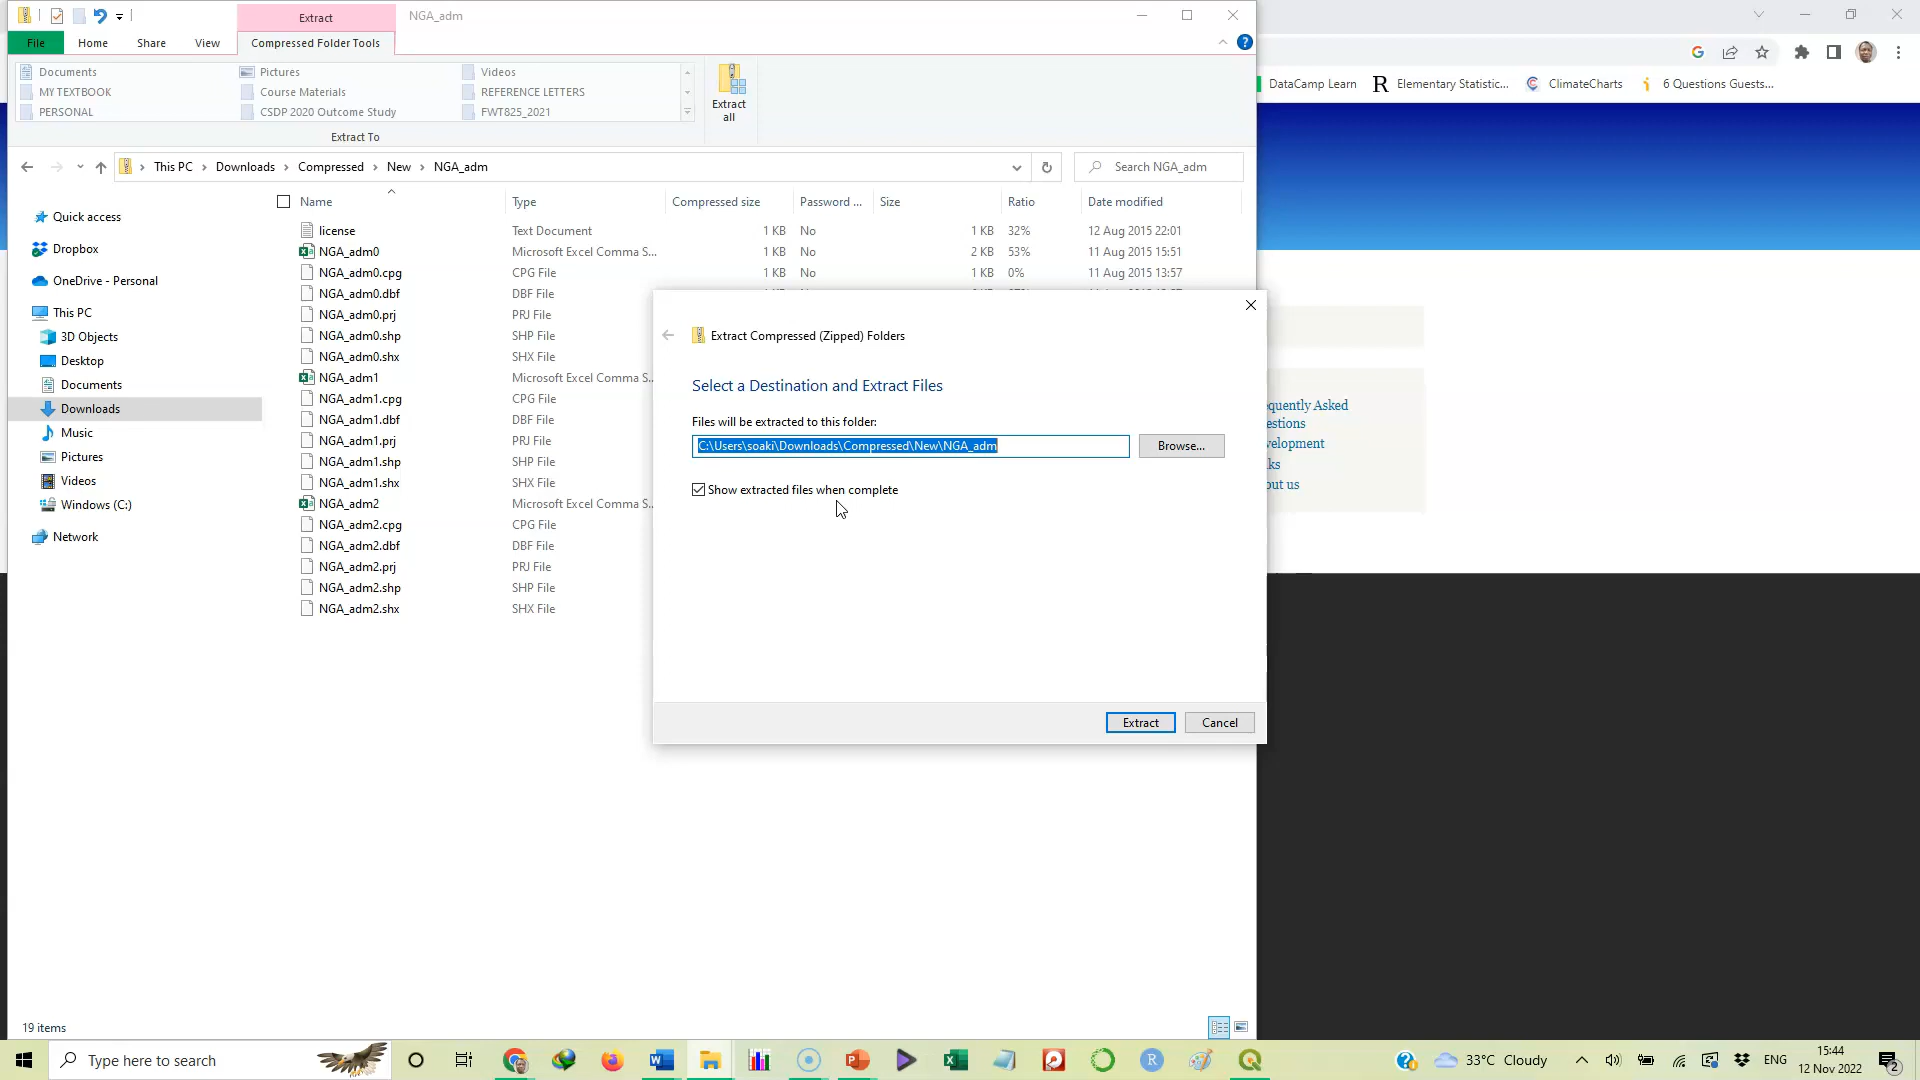 Extract
NGA_adm
File
Home
Share
View
Compressed Folder Tools
Documents
Pictures
Videos
MY TEXTBOOK
Course Materials
REFERENCE LETTERS
PERSONAL
CSDP 2020 Outcome Study
FWT825_2021
Extract To
Extract
all
DataCamp Learn
Elementary Statistic...
ClimateCharts
6 Questions Guests...
This PC
Downloads
Compressed
New
NGA_adm
Search NGA_adm
Quick access
Dropbox
OneDrive - Personal
This PC
3D Objects
Desktop
Documents
Downloads
Music
Pictures
Videos
Windows (C:)
Network
Name Type Compressed size Password ... Size Ratio Date modified
license Text Document 1 KB No 1 KB 32% 12 Aug 2015 22:01
NGA_adm0 Microsoft Excel Comma S... 1 KB No 2 KB 53% 11 Aug 2015 15:51
NGA_adm0.cpg CPG File 1 KB No 1 KB 0% 11 Aug 2015 13:57
NGA_adm0.dbf DBF File
NGA_adm0.prj PRJ File
NGA_adm0.shp SHP File
NGA_adm0.shx SHX File
NGA_adm1 Microsoft Excel Comma S...
NGA_adm1.cpg CPG File
NGA_adm1.dbf DBF File
NGA_adm1.prj PRJ File
NGA_adm1.shp SHP File
NGA_adm1.shx SHX File
NGA_adm2 Microsoft Excel Comma S...
NGA_adm2.cpg CPG File
NGA_adm2.dbf DBF File
NGA_adm2.prj PRJ File
NGA_adm2.shp SHP File
NGA_adm2.shx SHX File
Extract Compressed (Zipped) Folders
Select a Destination and Extract Files
Files will be extracted to this folder:
C:\Users\soaki\Downloads\Compressed\New\NGA_adm
Browse...
Show extracted files when complete
Extract
Cancel
quently Asked
stions
velopment
ks
out us
19 items
Type here to search
33°C Cloudy
ENG
15:44
12 Nov 2022
2